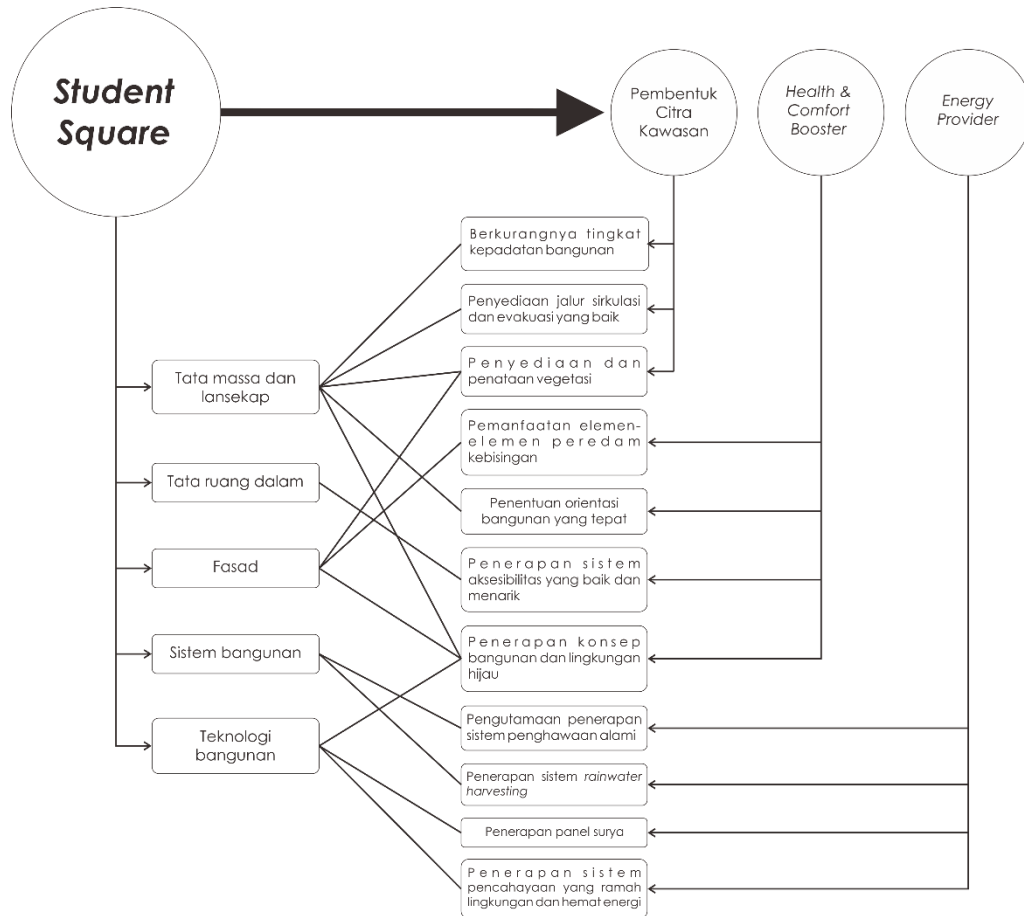 Student
Square
Pembentuk
Citra
Kawasan
Health &
Comfort
Booster
Energy
Provider
Berkurangnya tingkat
kepadatan bangunan
Penyediaan jalur sirkulasi
dan evakuasi yang baik
Penyediaan dan
penataan vegetasi
Pemanfaatan elemen-
elemen peredam
kebisingan
Penentuan orientasi
bangunan yang tepat
Penerapan sistem
aksesibilitas yang baik dan
menarik
Penerapan konsep
bangunan dan lingkungan
hijau
Pengutamaan penerapan
sistem penghawaan alami
Penerapan sistem rainwater
harvesting
Penerapan panel surya
Penerapan sistem
pencahayaan yang ramah
lingkungan dan hemat energi
Tata massa dan
lansekap
Tata ruang dalam
Fasad
Sistem bangunan
Teknologi
bangunan